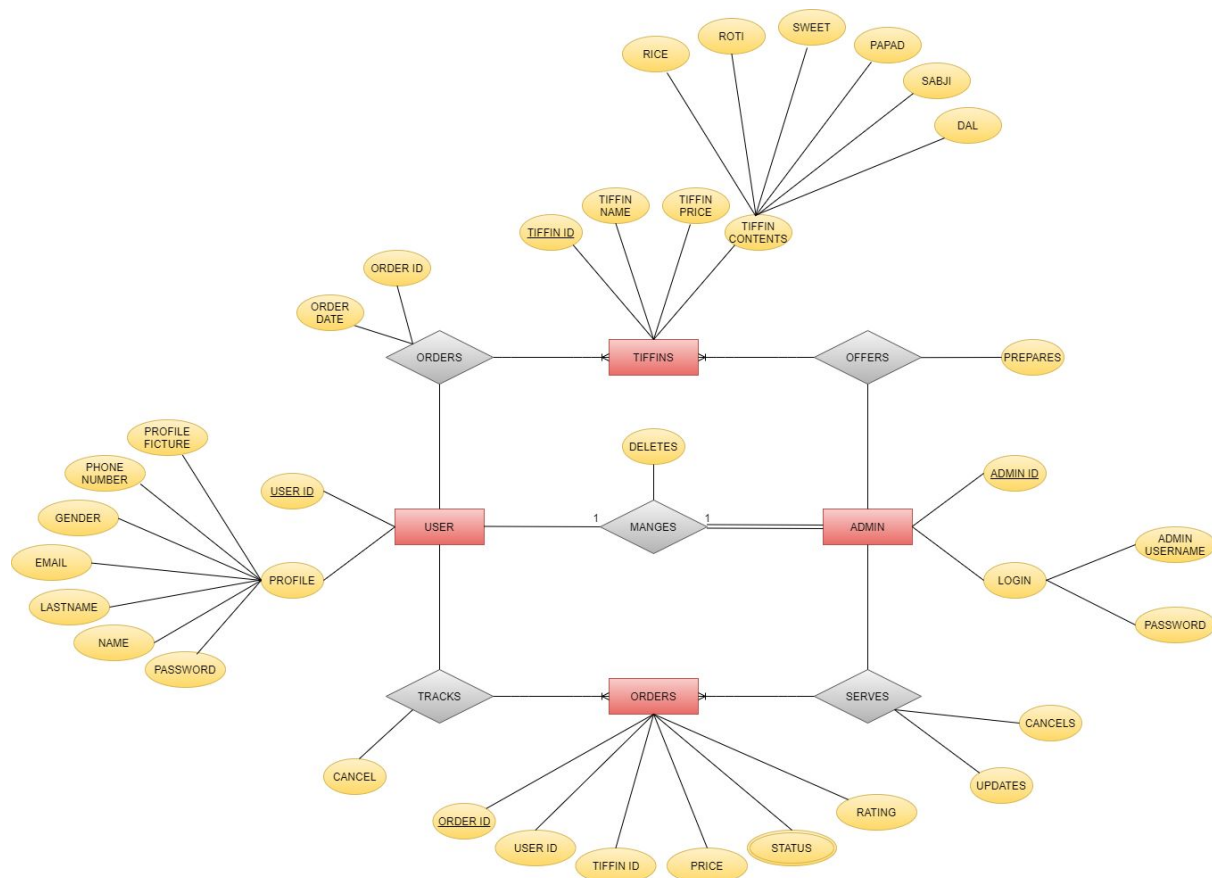 SWEET
ROTI
PAPAD
RICE
SABJI
DAL
TIFFIN
NAME
TIFFIN
PRICE
TIFFIN ID
TIFFIN
CONTENTS
ORDER ID
ORDER
DATE
ORDERS
TIFFINS
OFFERS
PREPARES
PROFILE
FICTURE
DELETES
PHONE
NUMBER
ADMIN ID
USER ID
GENDER
USER
1
MANGES
1
ADMIN
ADMIN
USERNAME
EMAIL
PROFILE
LOGIN
LASTNAME
PASSWORD
NAME
PASSWORD
TRACKS
ORDERS
SERVES
CANCELS
CANCEL
UPDATES
RATING
ORDER ID
USER ID
STATUS
TIFFIN ID
PRICE